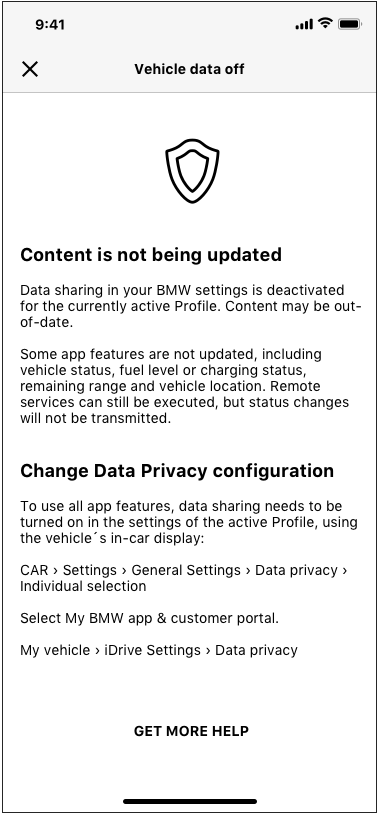 9:41
Vehicle data off
Content is not being updated
Data sharing in your BMW settings is deactivated
for the currently active Profile. Content may be out-
of-date.
Some app features are not updated, including
vehicle status, fuel level or charging status,
remaining range and vehicle location. Remote
services can still be executed, but status changes
will not be transmitted.
Change Data Privacy configuration
To use all app features, data sharing needs to be
turned on in the settings of the active Profile, using
the vehicle´s in-car display:
CAR › Settings › General Settings › Data privacy ›
Individual selection
Select My BMW app & customer portal.
My vehicle › iDrive Settings › Data privacy
GET MORE HELP